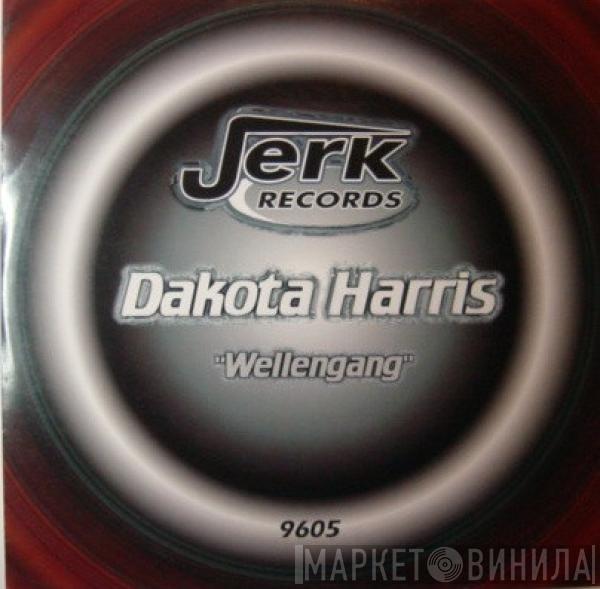 Jerk
RECORDS
Dakota Harris
"Wellengang"
9605
МАРКЕТ ВИНИЛА